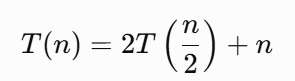 T(n) = 2T(n/2) + n